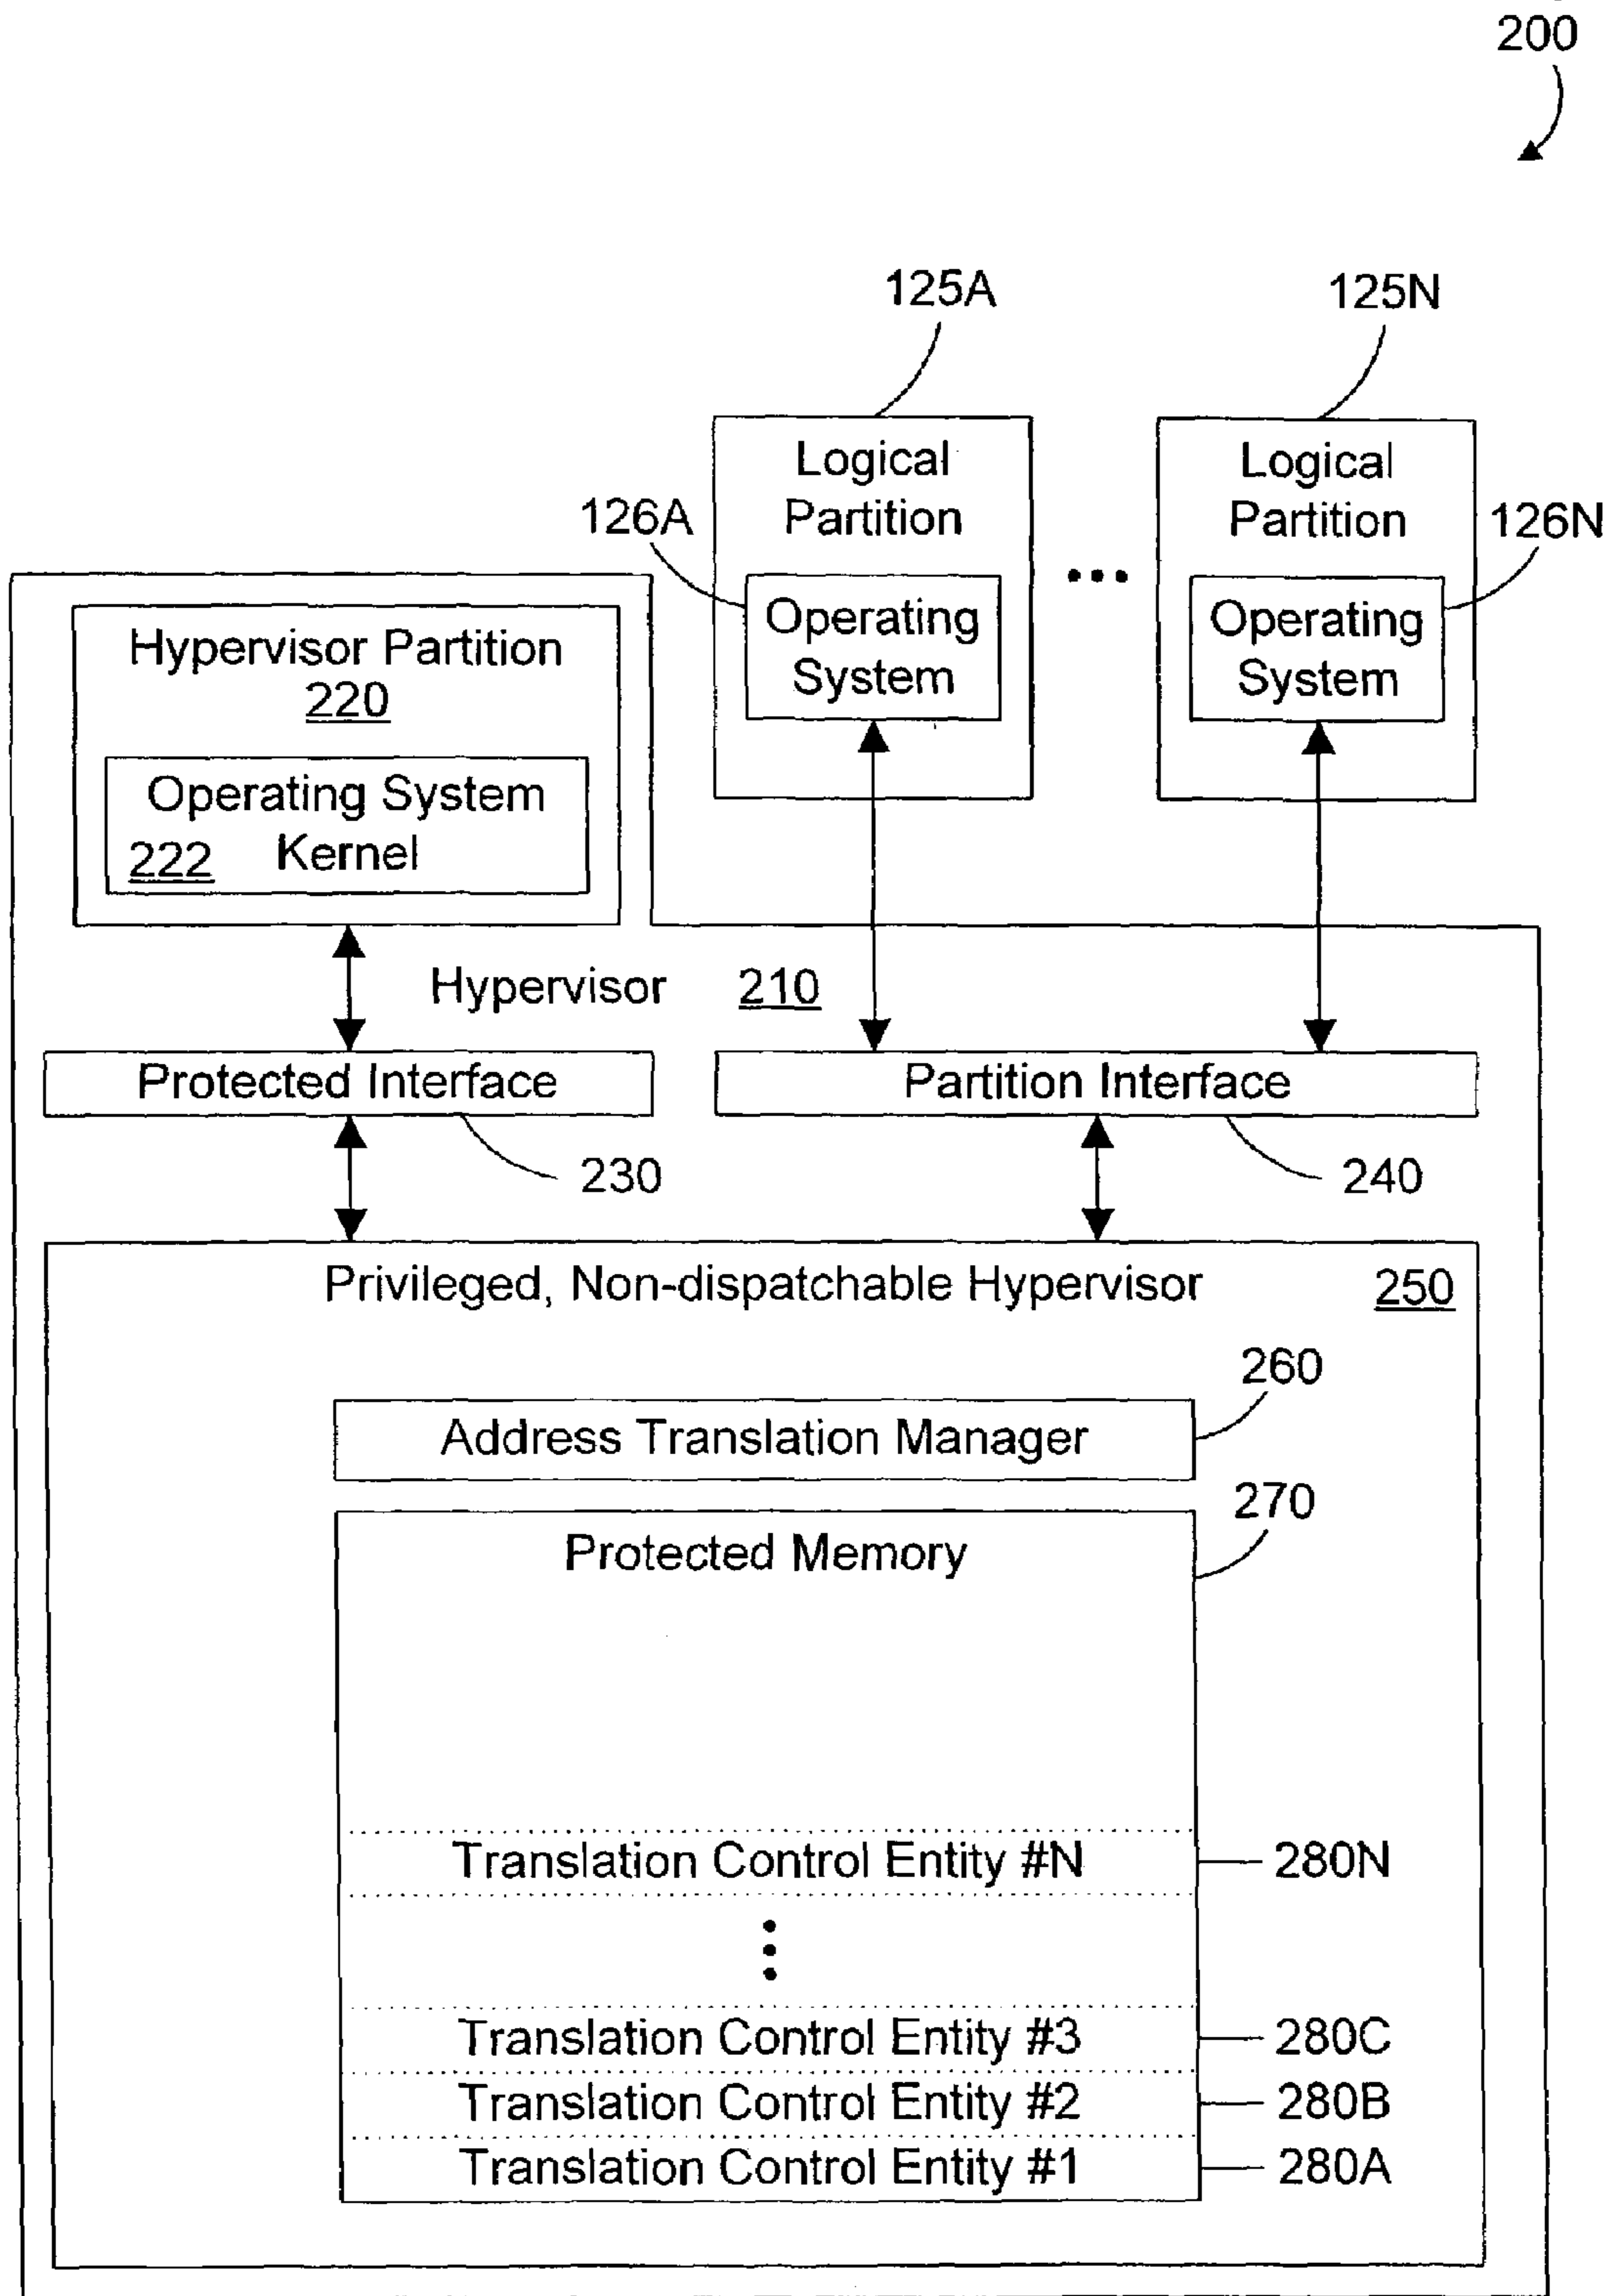 200
125A
125N
Logical
Partition
Logical
Partition
126A
126N
Operating
System
Operating
System
Hypervisor Partition
220
Operating System
222 Kernel
Hypervisor 210
Protected Interface
Partition Interface
230
240
Privileged, Non-dispatchable Hypervisor 250
260
Address Translation Manager
270
Protected Memory
Translation Control Entity #N 280N
Translation Control Entity #3 280C
Translation Control Entity #2 280B
Translation Control Entity #1 280A